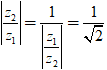 |z₂/z₁| = 1/|z₁/z₂| = 1/√2